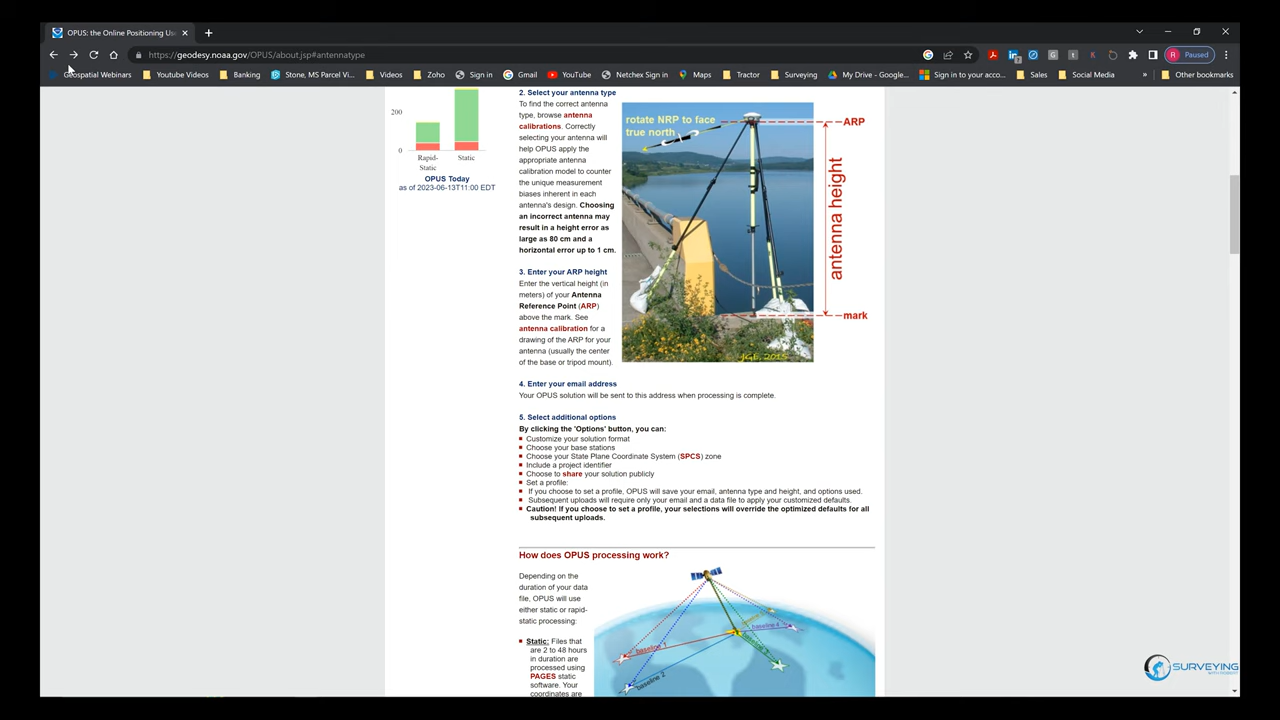 OPUS: the Online Positioning Use
https://geodesy.noaa.gov/OPUS/about.jsp#antennatype
R Paused
Geospatial Webinars
Youtube Videos
Banking
Stone, MS Parcel Vi...
Videos
Zoho
Sign in
Gmail
YouTube
Netchex Sign in
Maps
Tractor
Surveying
My Drive - Google...
Sign in to your acco...
Sales
Social Media
»
Other bookmarks
200
0
Rapid-
Static
Static
OPUS Today
as of 2023-06-13T11:00 EDT
2. Select your antenna type
To find the correct antenna
type, browse antenna
calibrations. Correctly
selecting your antenna will
help OPUS apply the
appropriate antenna
calibration model to counter
the unique measurement
biases inherent in each
antenna's design. Choosing
an incorrect antenna may
result in a height error as
large as 80 cm and a
horizontal error up to 1 cm.
rotate NRP to face
true north
ARP
antenna height
mark
JGE, 2015
3. Enter your ARP height
Enter the vertical height (in
meters) of your Antenna
Reference Point (ARP)
above the mark. See
antenna calibration for a
drawing of the ARP for your
antenna (usually the center
of the base or tripod mount).
4. Enter your email address
Your OPUS solution will be sent to this address when processing is complete.
5. Select additional options
By clicking the 'Options' button, you can:
Customize your solution format
Choose your base stations
Choose your State Plane Coordinate System (SPCS) zone
Include a project identifier
Choose to share your solution publicly
Set a profile:
If you choose to set a profile, OPUS will save your email, antenna type and height, and options used.
Subsequent uploads will require only your email and a data file to apply your customized defaults.
Caution! If you choose to set a profile, your selections will override the optimized defaults for all
subsequent uploads.
How does OPUS processing work?
Depending on the
duration of your data
file, OPUS will use
either static or rapid-
static processing:
Static: Files that
are 2 to 48 hours
in duration are
processed using
PAGES static
software. Your
coordinates are
baseline 1
baseline 2
baseline 4
SURVEYING
WITH ROBERT